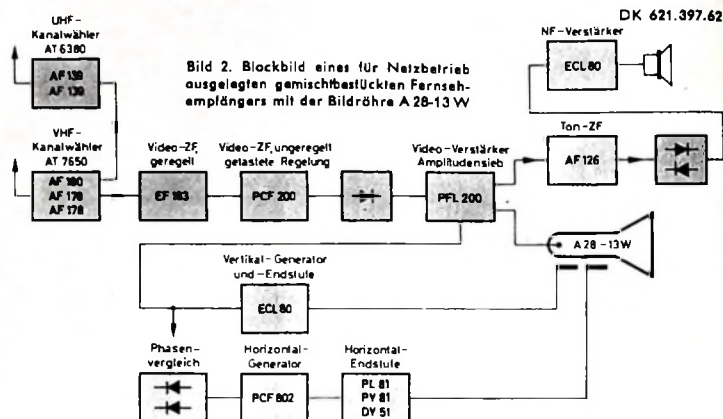 DK 621.397.62
UHF-
Kanalwähler
AT 6380
AF 139
AF 139
Bild 2. Blockbild eines für Netzbetrieb
ausgelegten gemischtbestückten Fernseh-
empfängers mit der Bildröhre A 28-13 W
NF-Verstärker
ECL 80
VHF-
Kanalwähler
AT 7650
AF 180
AF 178
AF 178
Video-ZF,
geregelt
EF 183
Video-ZF, ungeregelt
getastete Regelung
PCF 200
Video-Verstärker
Amplitudensieb
PFL 200
Ton-ZF
AF 126
A 28-13 W
Vertikal-Generator
und -Endstufe
ECL 80
Phasen-
vergleich
Horizontal-
Generator
PCF 802
Horizontal-
Endstufe
PL 81
PY 81
DY 51